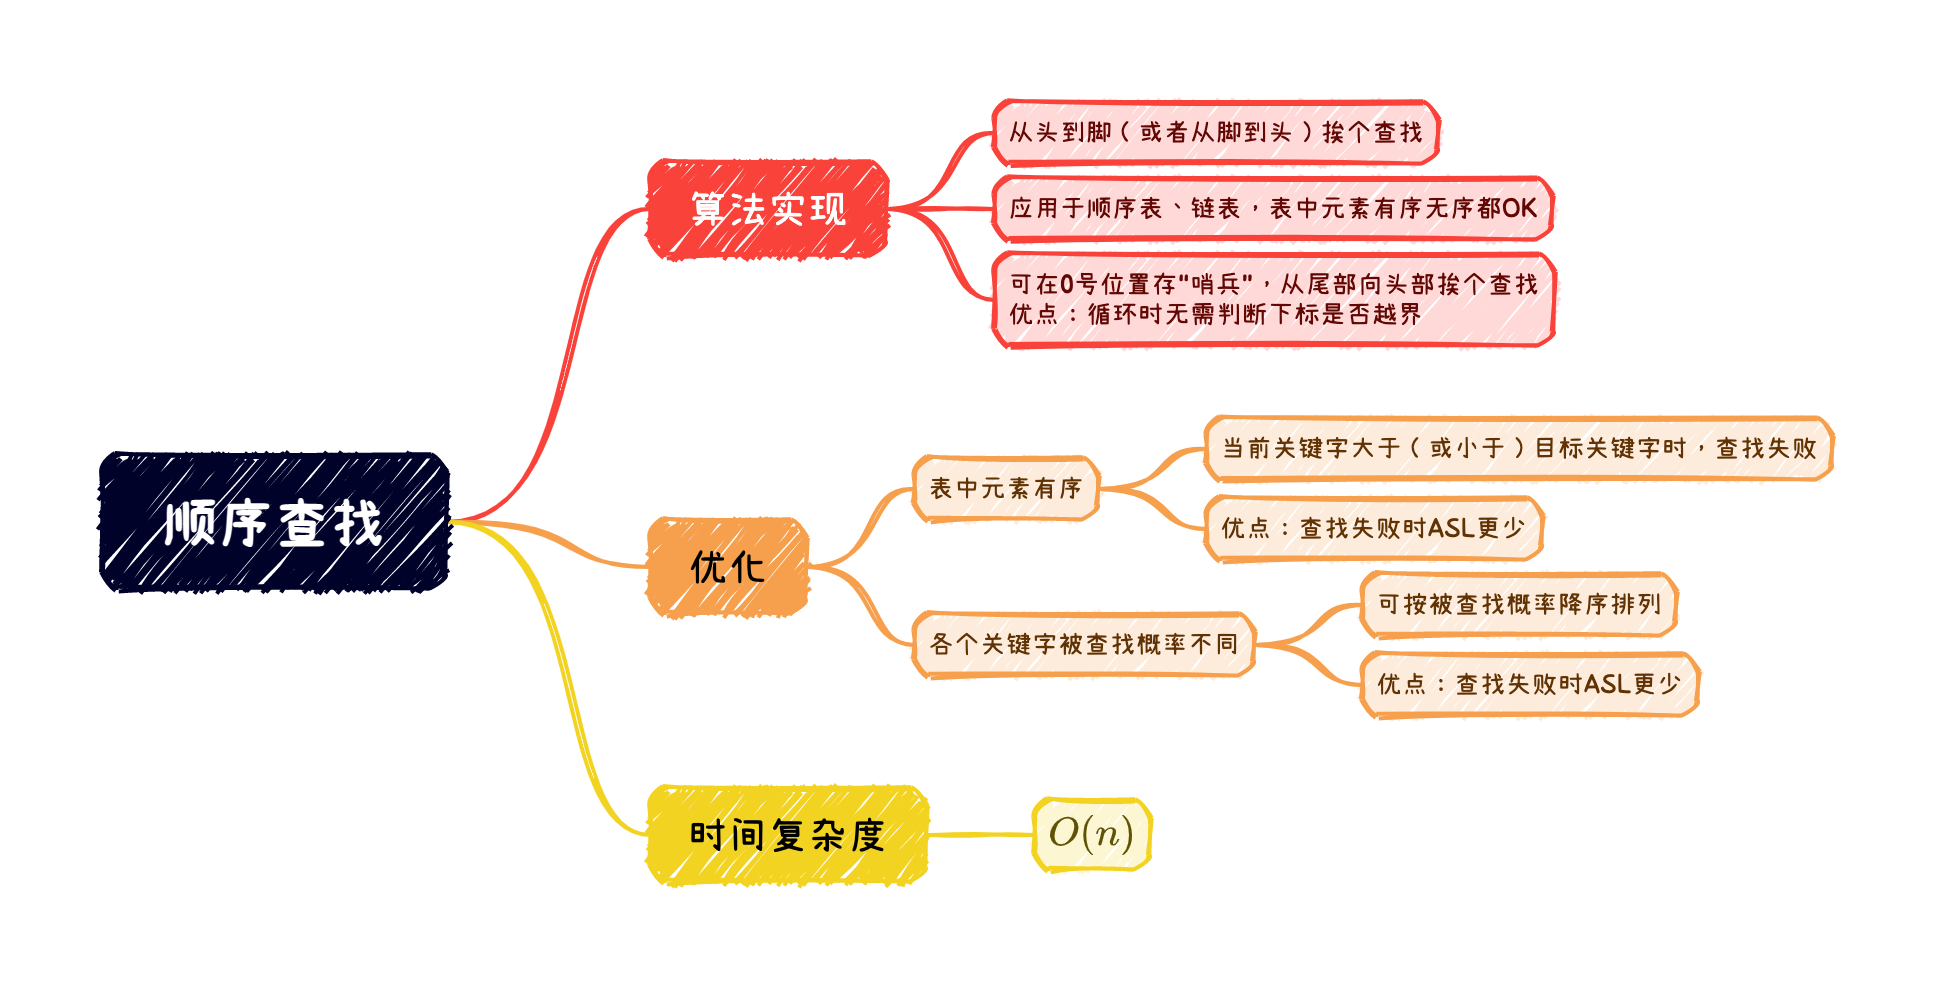 顺序查找
算法实现
从头到脚（或者从脚到头）挨个查找
应用于顺序表、链表，表中元素有序无序都OK
可在0号位置存"哨兵"，从尾部向头部挨个查找
优点：循环时无需判断下标是否越界
优化
表中元素有序
当前关键字大于（或小于）目标关键字时，查找失败
优点：查找失败时ASL更少
各个关键字被查找概率不同
可按被查找概率降序排列
优点：查找失败时ASL更少
时间复杂度
O(n)